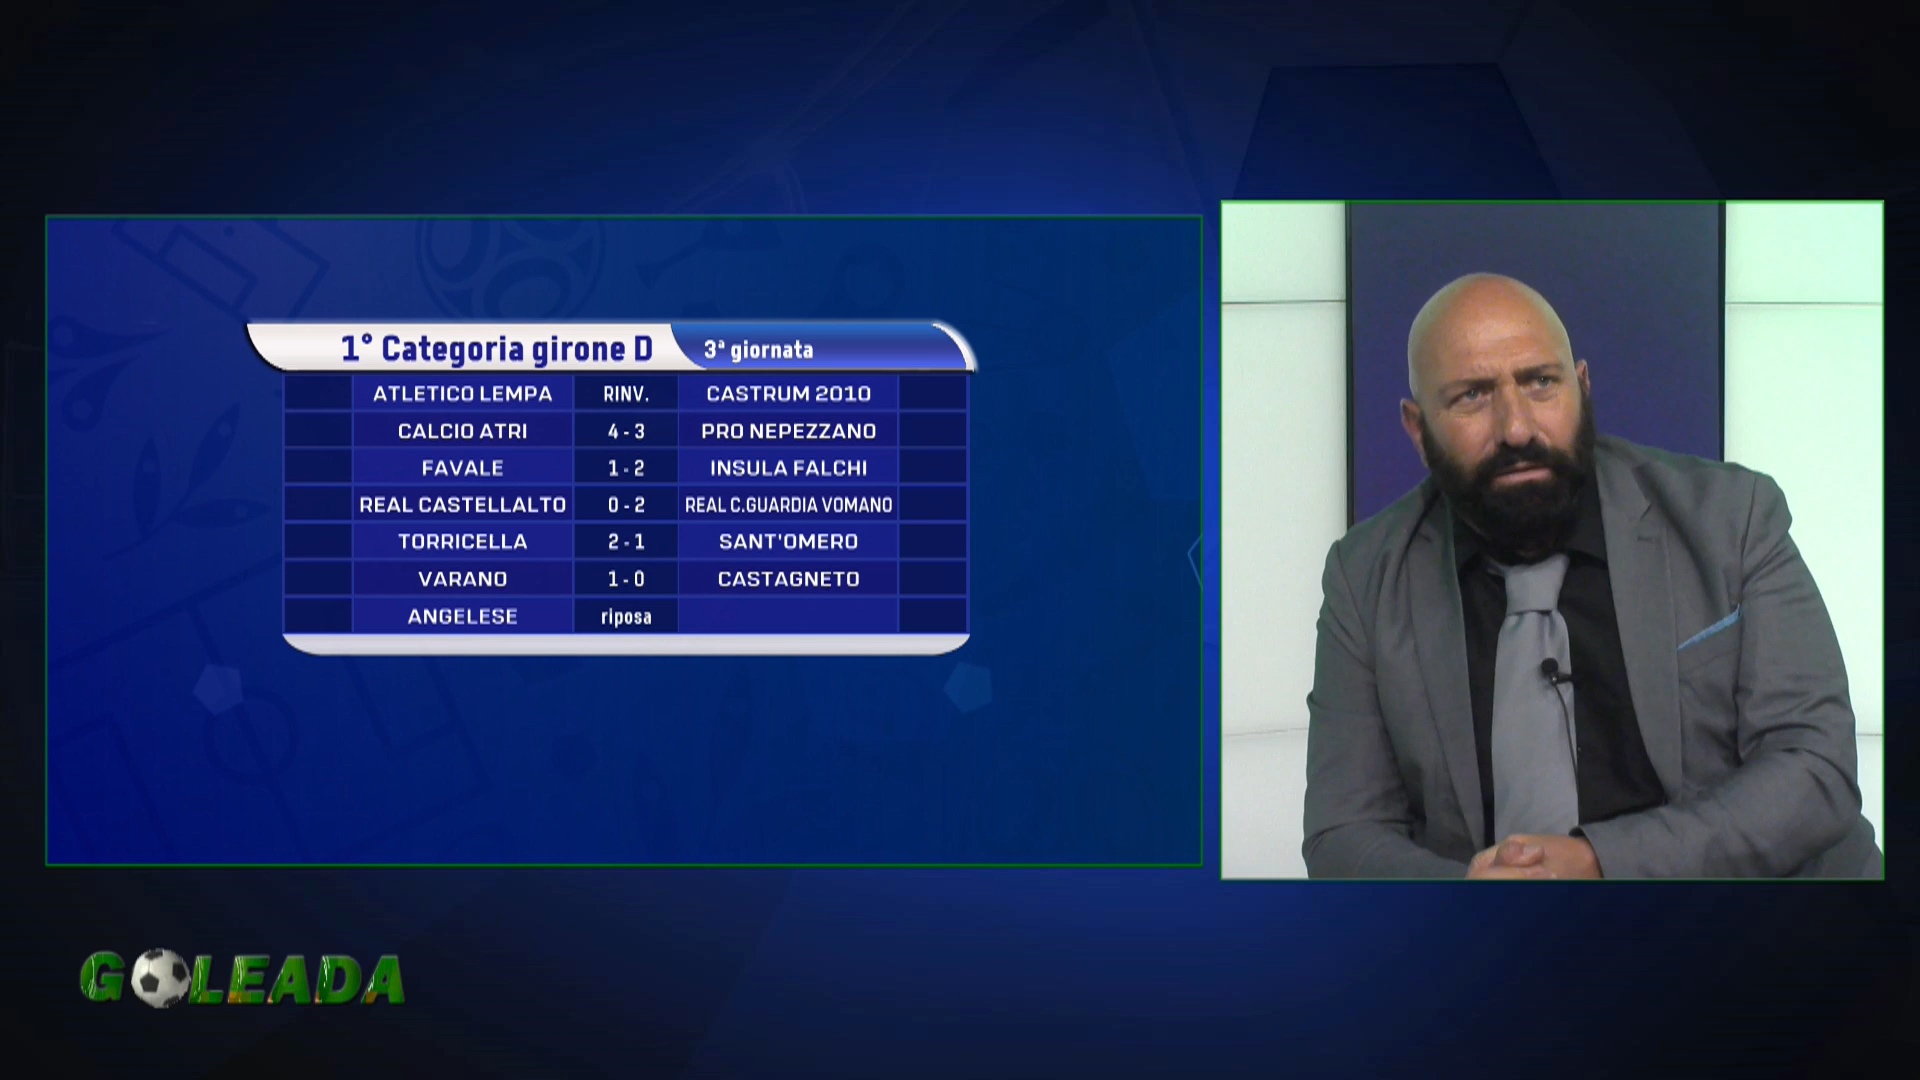 1° Categoria girone D 3ª giornata
ATLETICO LEMPA RINV. CASTRUM 2010
CALCIO ATRI 4 - 3 PRO NEPEZZANO
FAVALE 1 - 2 INSULA FALCHI
REAL CASTELLALTO 0 - 2 REAL C.GUARDIA VOMANO
TORRICELLA 2 - 1 SANT'OMERO
VARANO 1 - 0 CASTAGNETO
ANGELESE riposa
GOLEADA